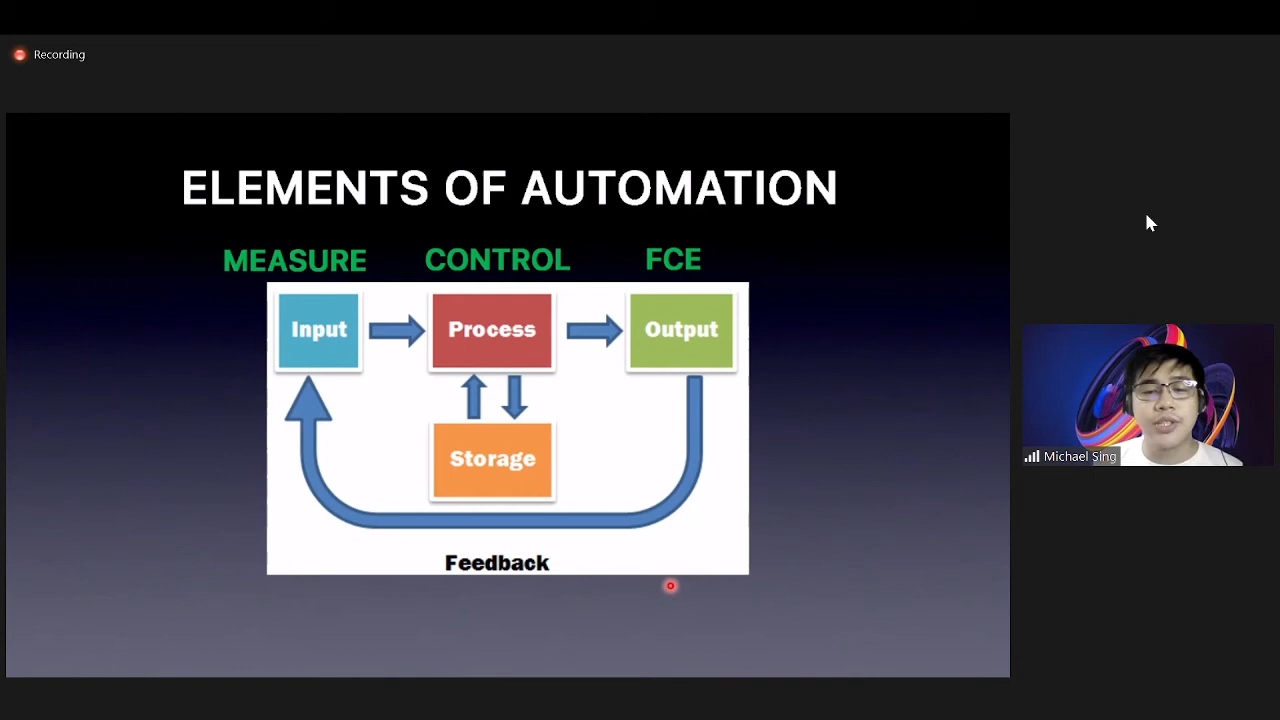 Recording
ELEMENTS OF AUTOMATION
MEASURE CONTROL FCE
Input Process Output
Storage
Feedback
Michael Sing